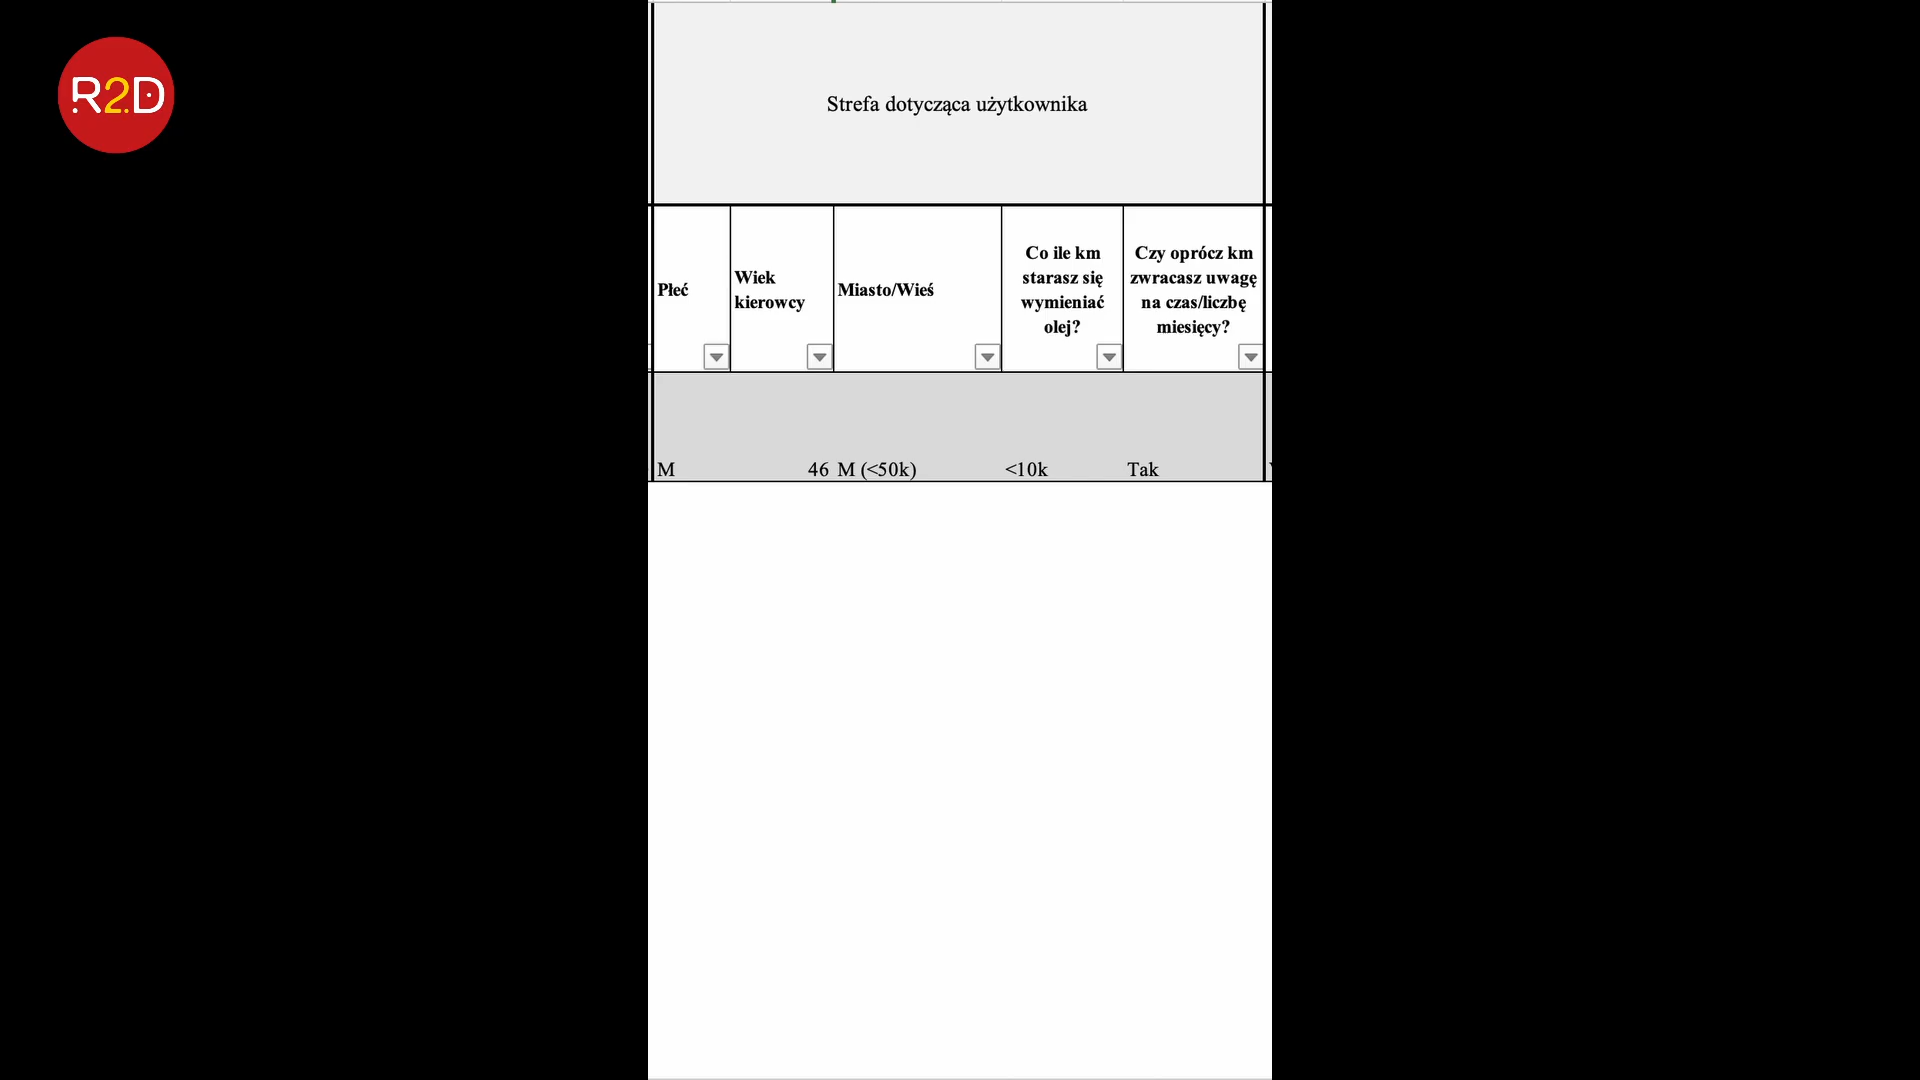 R2D
Strefa dotycząca użytkownika
Płeć
Wiek
kierowcy
Miasto/Wieś
Co ile km
starasz się
wymieniać
olej?
Czy oprócz km
zwracasz uwagę
na czas/liczbę
miesięcy?
M
46
M (<50k)
<10k
Tak